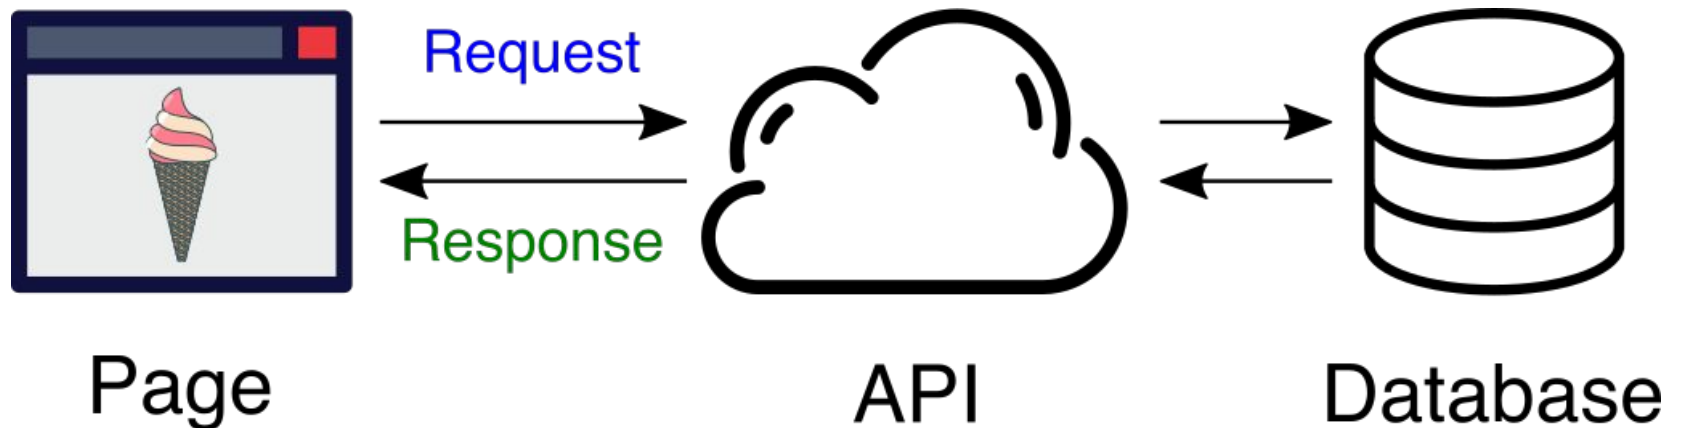 Request
Response
Page
API
Database